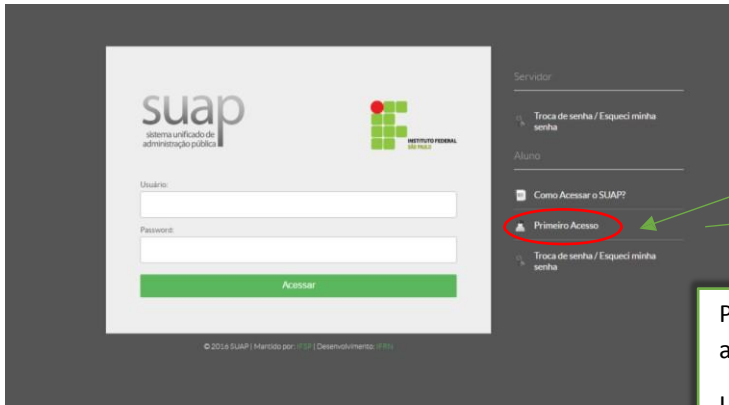 suap
sistema unificado de
administração pública
INSTITUTO FEDERAL
SÃO PAULO
Usuário:
Password:
Acessar
© 2016 SUAP | Mantido por: IFSP | Desenvolvimento: IFRN
Servidor
Troca de senha / Esqueci minha
senha
Aluno
Como Acessar o SUAP?
Primeiro Acesso
Troca de senha / Esqueci minha
senha